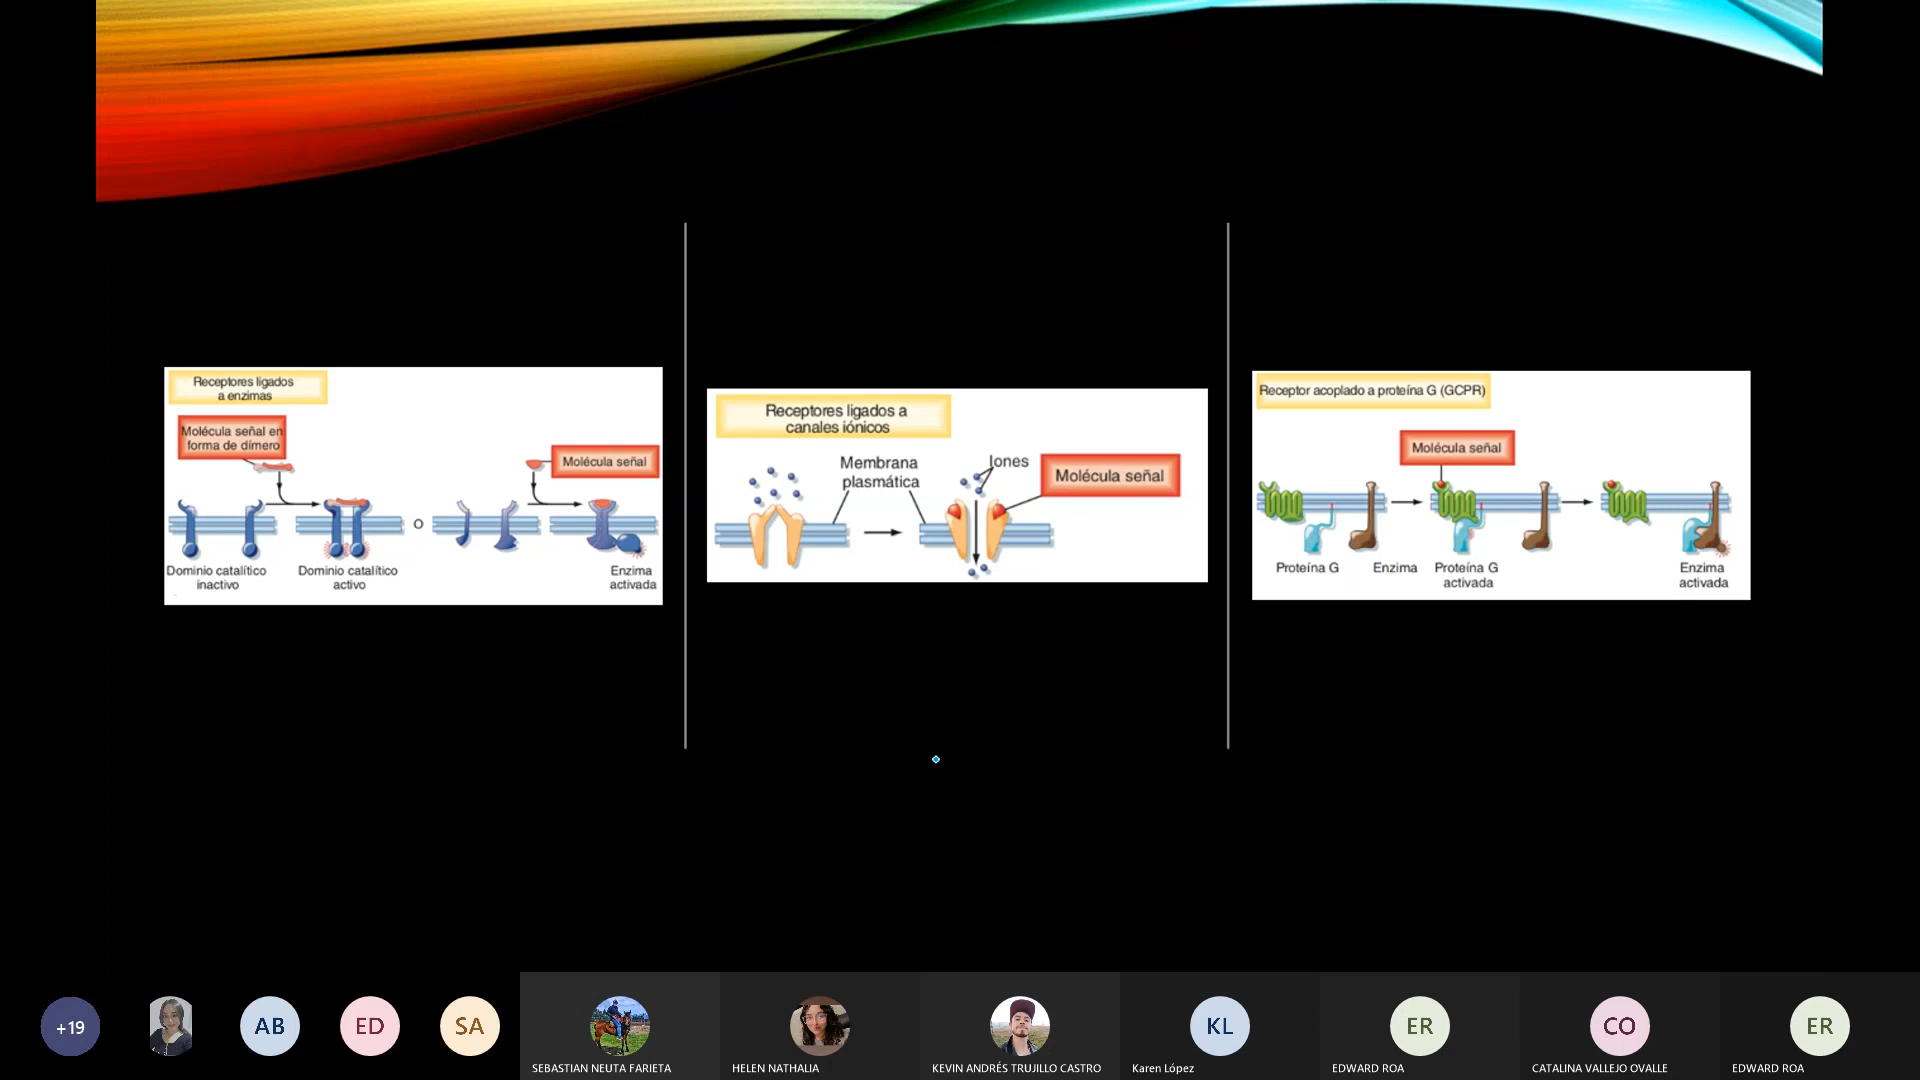 Receptores ligados
a enzimas
Molécula señal en
forma de dímero
Molécula señal
o
Dominio catalítico
inactivo
Dominio catalítico
activo
Enzima
activada
Receptores ligados a
canales iónicos
Membrana
plasmática
Iones
Molécula señal
Receptor acoplado a proteína G (GCPR)
Molécula señal
Proteína G
Enzima
Proteína G
activada
Enzima
activada
+19
AB
ED
SA
SEBASTIAN NEUTA FARIETA
HELEN NATHALIA
KEVIN ANDRÉS TRUJILLO CASTRO
KL
Karen López
ER
EDWARD ROA
CO
CATALINA VALLEJO OVALLE
ER
EDWARD ROA